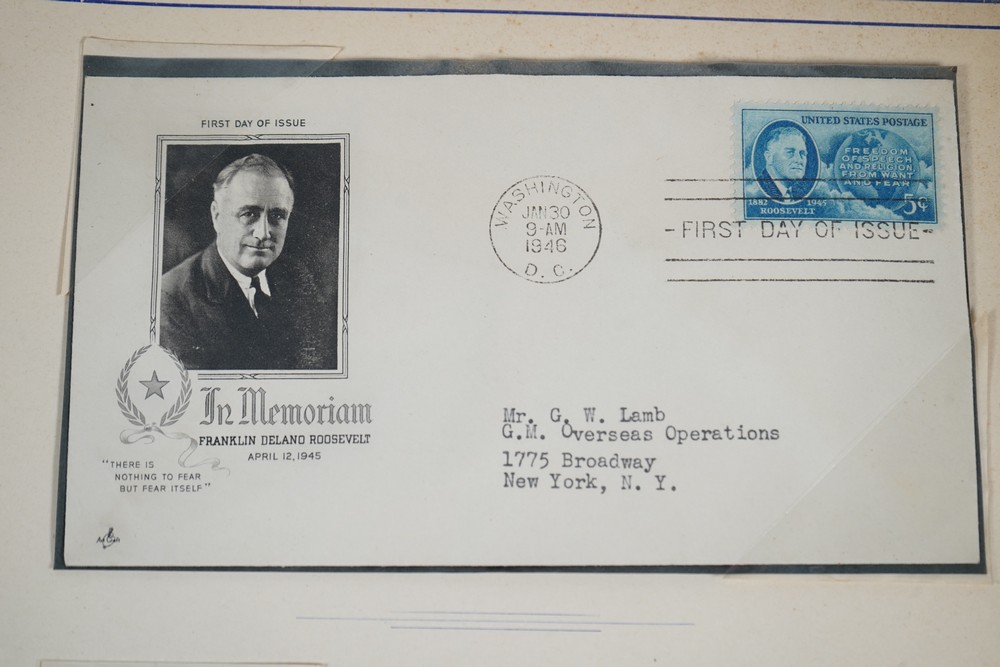 FIRST DAY OF ISSUE
In Memoriam
FRANKLIN DELANO ROOSEVELT
APRIL 12, 1945
"THERE IS
NOTHING TO FEAR
BUT FEAR ITSELF"
WASHINGTON
JAN 30
9-AM
1946
D. C.
UNITED STATES POSTAGE
FREEDOM
OF SPEECH
AND RELIGION
FROM WANT
AND FEAR
1882 1945
ROOSEVELT
5¢
-FIRST DAY OF ISSUE-
Mr. G. W. Lamb
G.M. Overseas Operations
1775 Broadway
New York, N. Y.